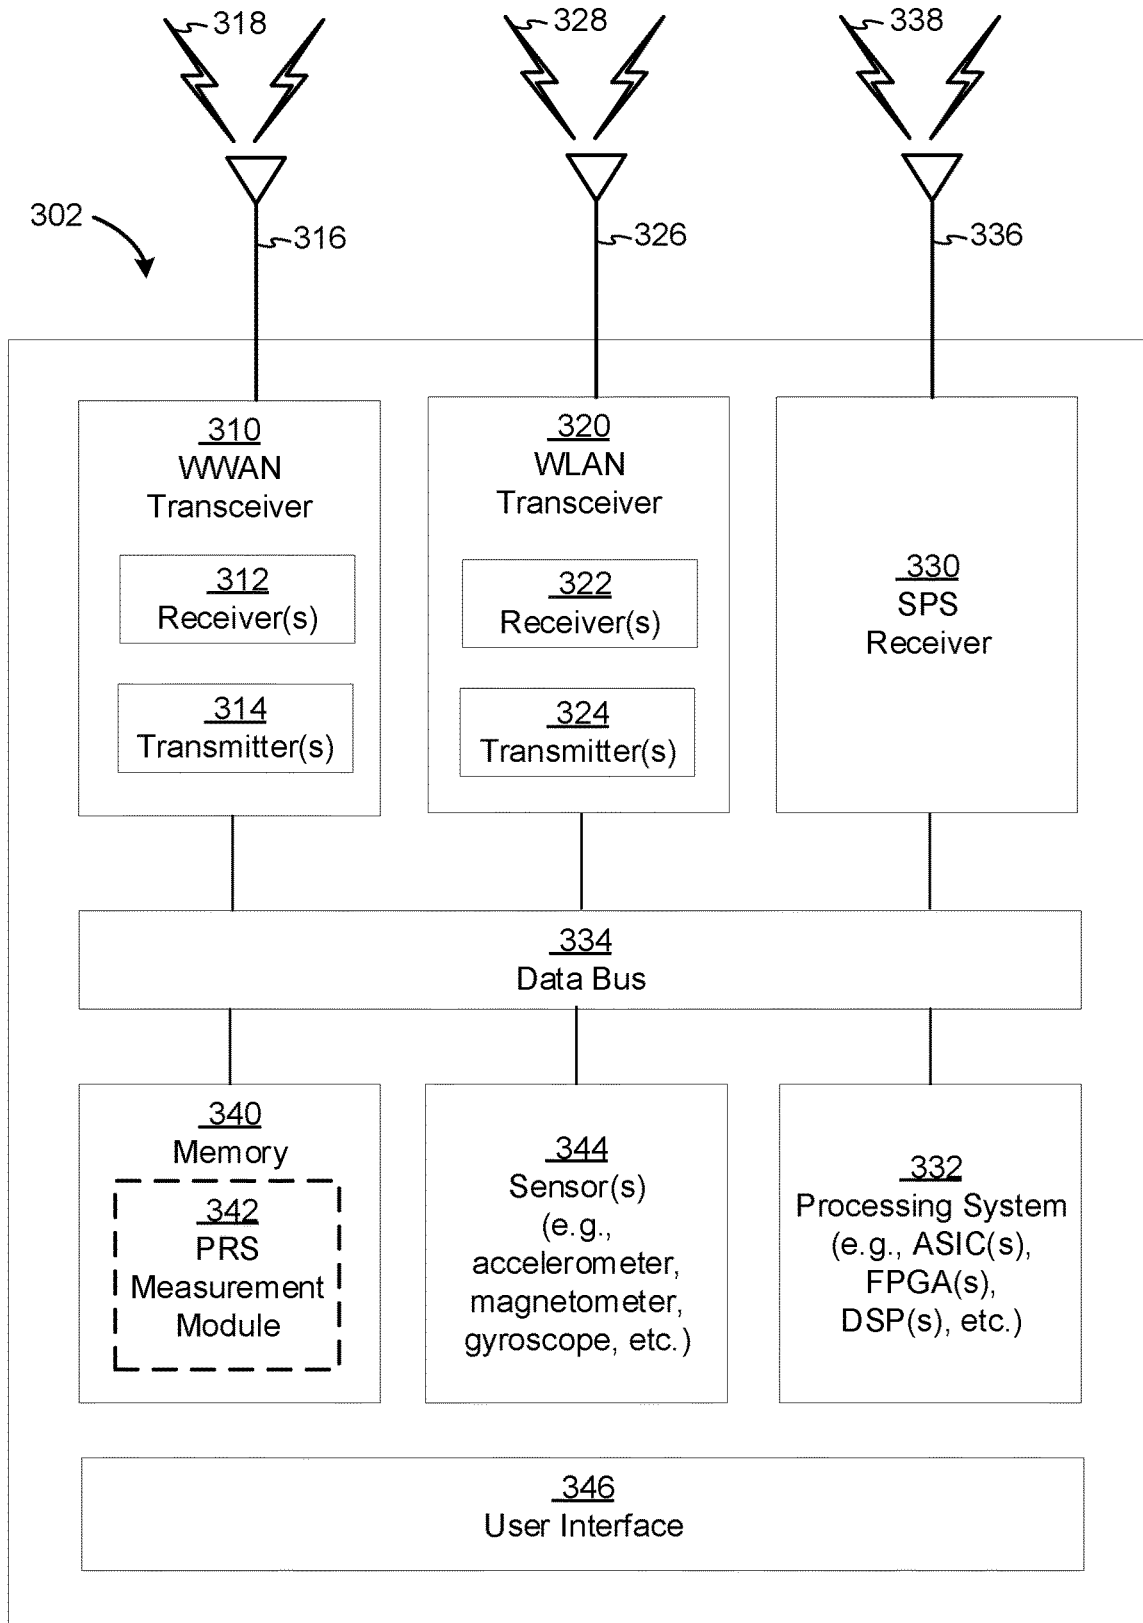 318
328
338
302
316
326
336
310
WWAN
Transceiver
312
Receiver(s)
314
Transmitter(s)
320
WLAN
Transceiver
322
Receiver(s)
324
Transmitter(s)
330
SPS
Receiver
334
Data Bus
340
Memory
342
PRS
Measurement
Module
344
Sensor(s)
(e.g.,
accelerometer,
magnetometer,
gyroscope, etc.)
332
Processing System
(e.g., ASIC(s),
FPGA(s),
DSP(s), etc.)
346
User Interface